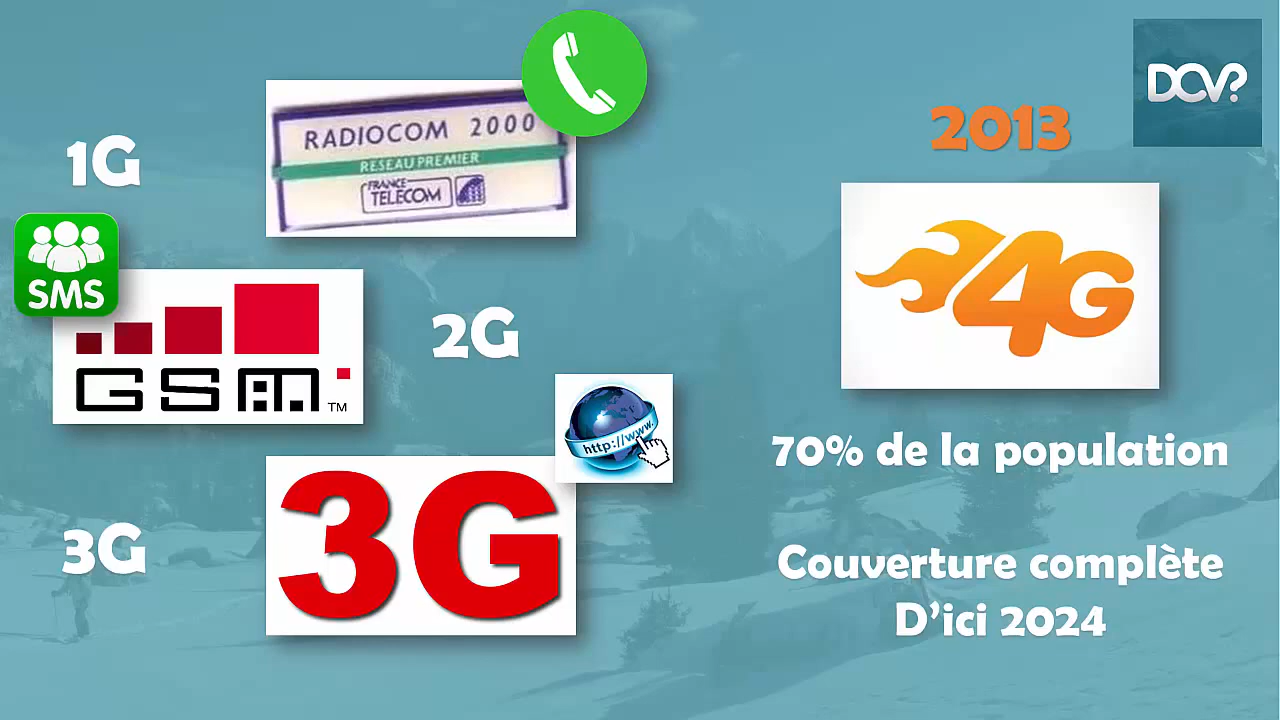 DCV?
1G
RADIOCOM 2000
RESEAU PREMIER
FRANCE
TELECOM
2013
4G
SMS
GSM
TM
2G
http://www.
70% de la population
3G
3G
Couverture complète
D'ici 2024